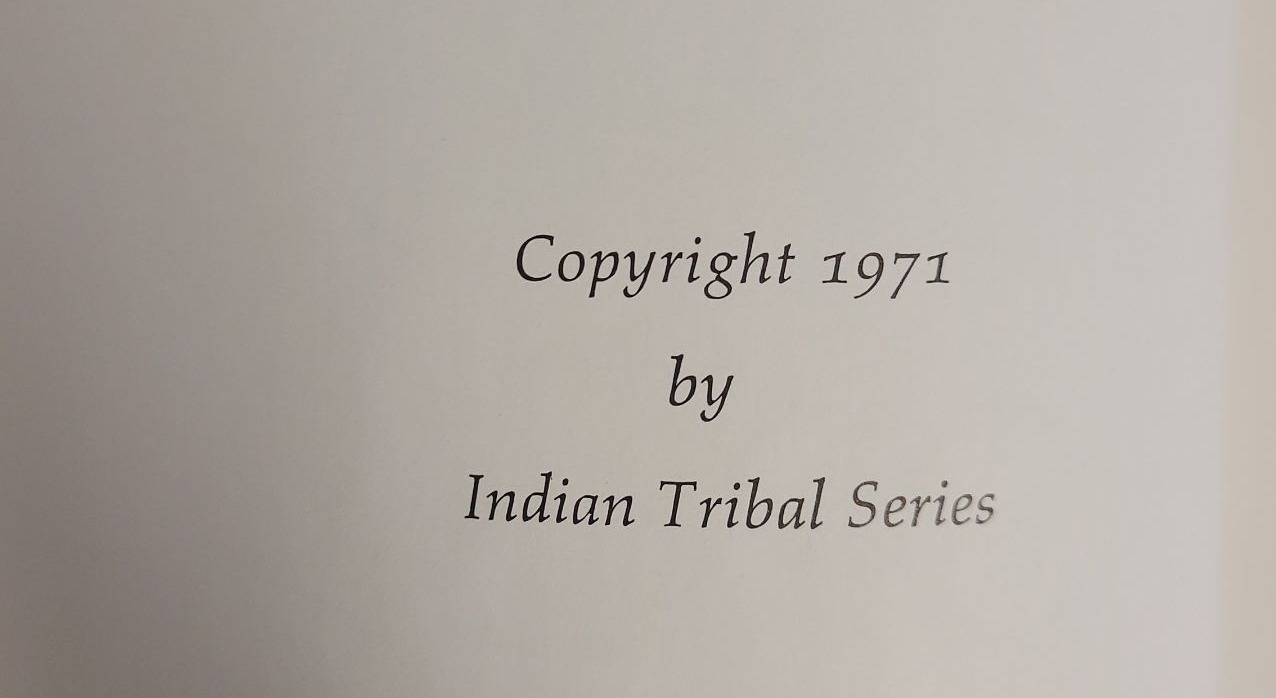 Copyright 1971
by
Indian Tribal Series